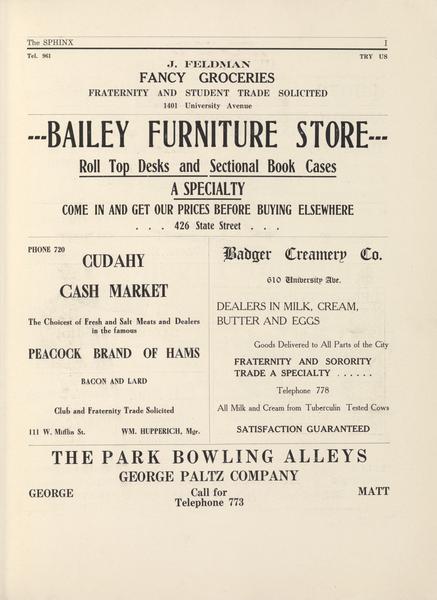 The SPHINX I
Tel. 961 TRY US
J. FELDMAN
FANCY GROCERIES
FRATERNITY AND STUDENT TRADE SOLICITED
1401 University Avenue
---BAILEY FURNITURE STORE---
Roll Top Desks and Sectional Book Cases
A SPECIALTY
COME IN AND GET OUR PRICES BEFORE BUYING ELSEWHERE
. . . 426 State Street . . .
PHONE 720
CUDAHY
CASH MARKET
The Choicest of Fresh and Salt Meats and Dealers
in the famous
PEACOCK BRAND OF HAMS
BACON AND LARD
Club and Fraternity Trade Solicited
111 W. Mifflin St. WM. HUPPERICH, Mgr.
Badger Creamery Co.
610 University Ave.
DEALERS IN MILK, CREAM,
BUTTER AND EGGS
Goods Delivered to All Parts of the City
FRATERNITY AND SORORITY
TRADE A SPECIALTY . . . . . .
Telephone 778
All Milk and Cream from Tuberculin Tested Cows
SATISFACTION GUARANTEED
THE PARK BOWLING ALLEYS
GEORGE PALTZ COMPANY
GEORGE Call for MATT
Telephone 773